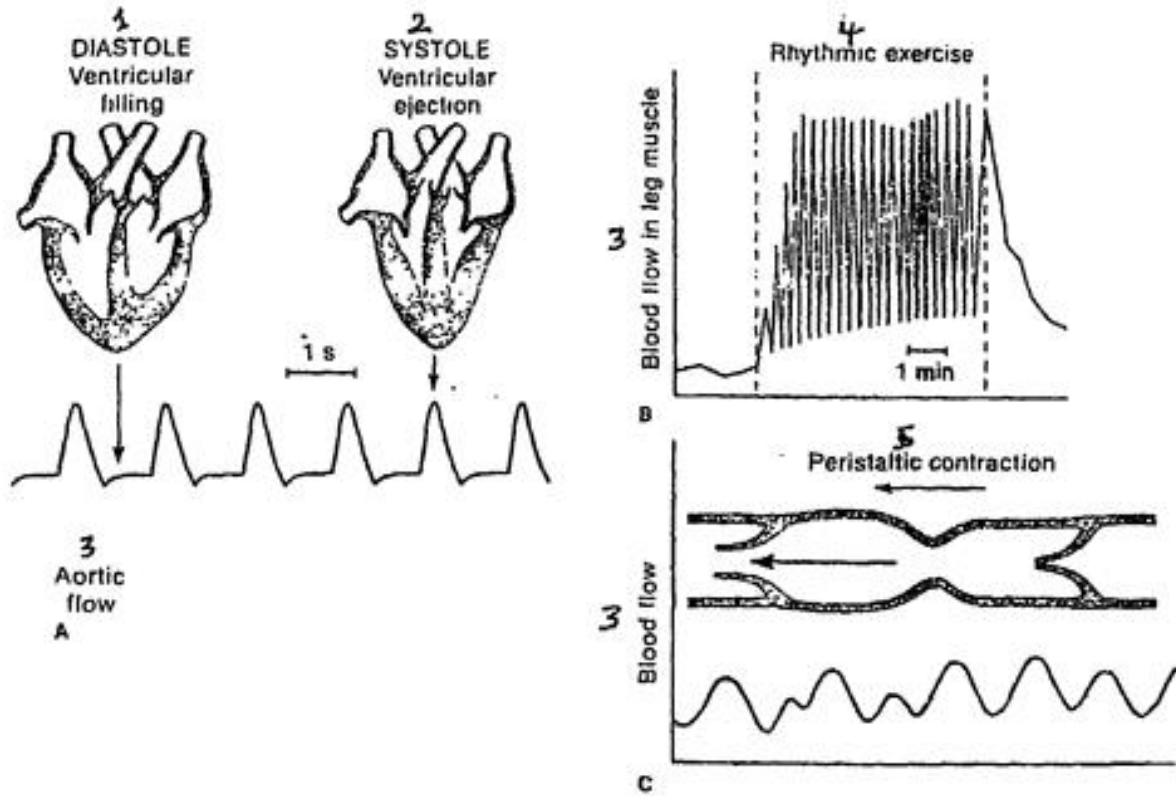 1
DIASTOLE
Ventricular
filling
2
SYSTOLE
Ventricular
ejection
1 s
3
Aortic
flow
A
4
Rhythmic exercise
3
Blood flow in leg muscle
1 min
B
5
Peristaltic contraction
3
Blood flow
C